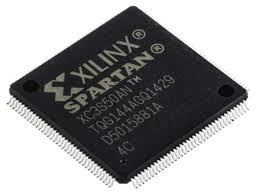 XILINX®
SPARTAN®
XC3S50AN™
TQG144AGQ1429
D5015881A
4C